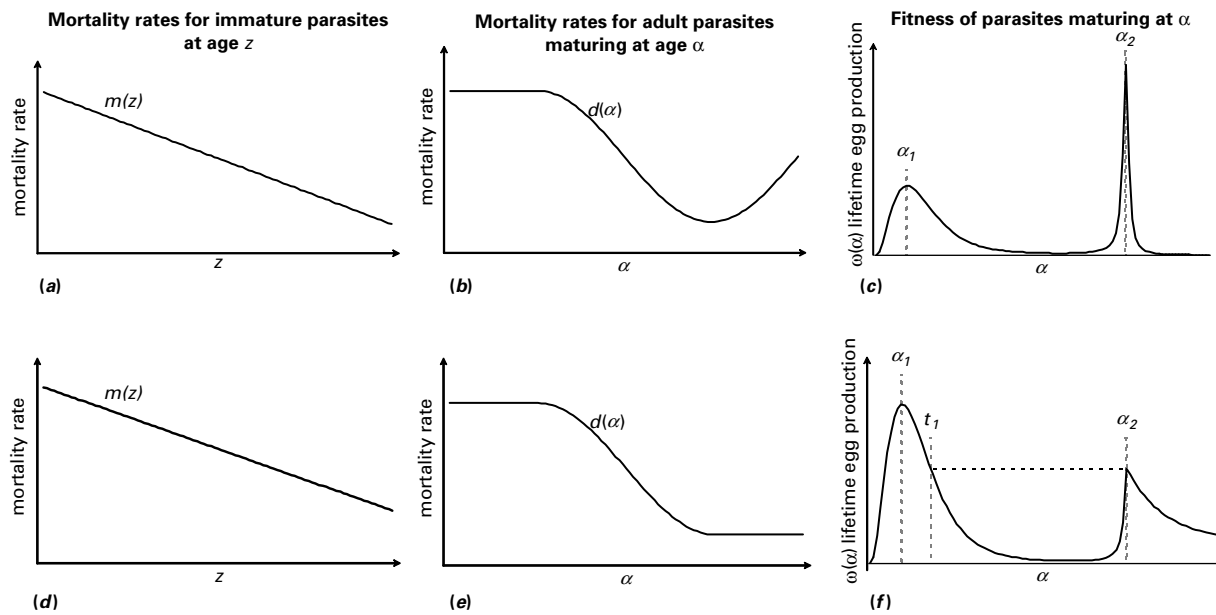 Mortality rates for immature parasites
at age z
Mortality rates for adult parasites
maturing at age α
Fitness of parasites maturing at α
mortality rate
m(z)
z
(a)
mortality rate
d(α)
α
(b)
ω(α) lifetime egg production
α1
α2
α
(c)
mortality rate
m(z)
z
(d)
mortality rate
d(α)
α
(e)
ω(α) lifetime egg production
α1
t1
α2
α
(f)